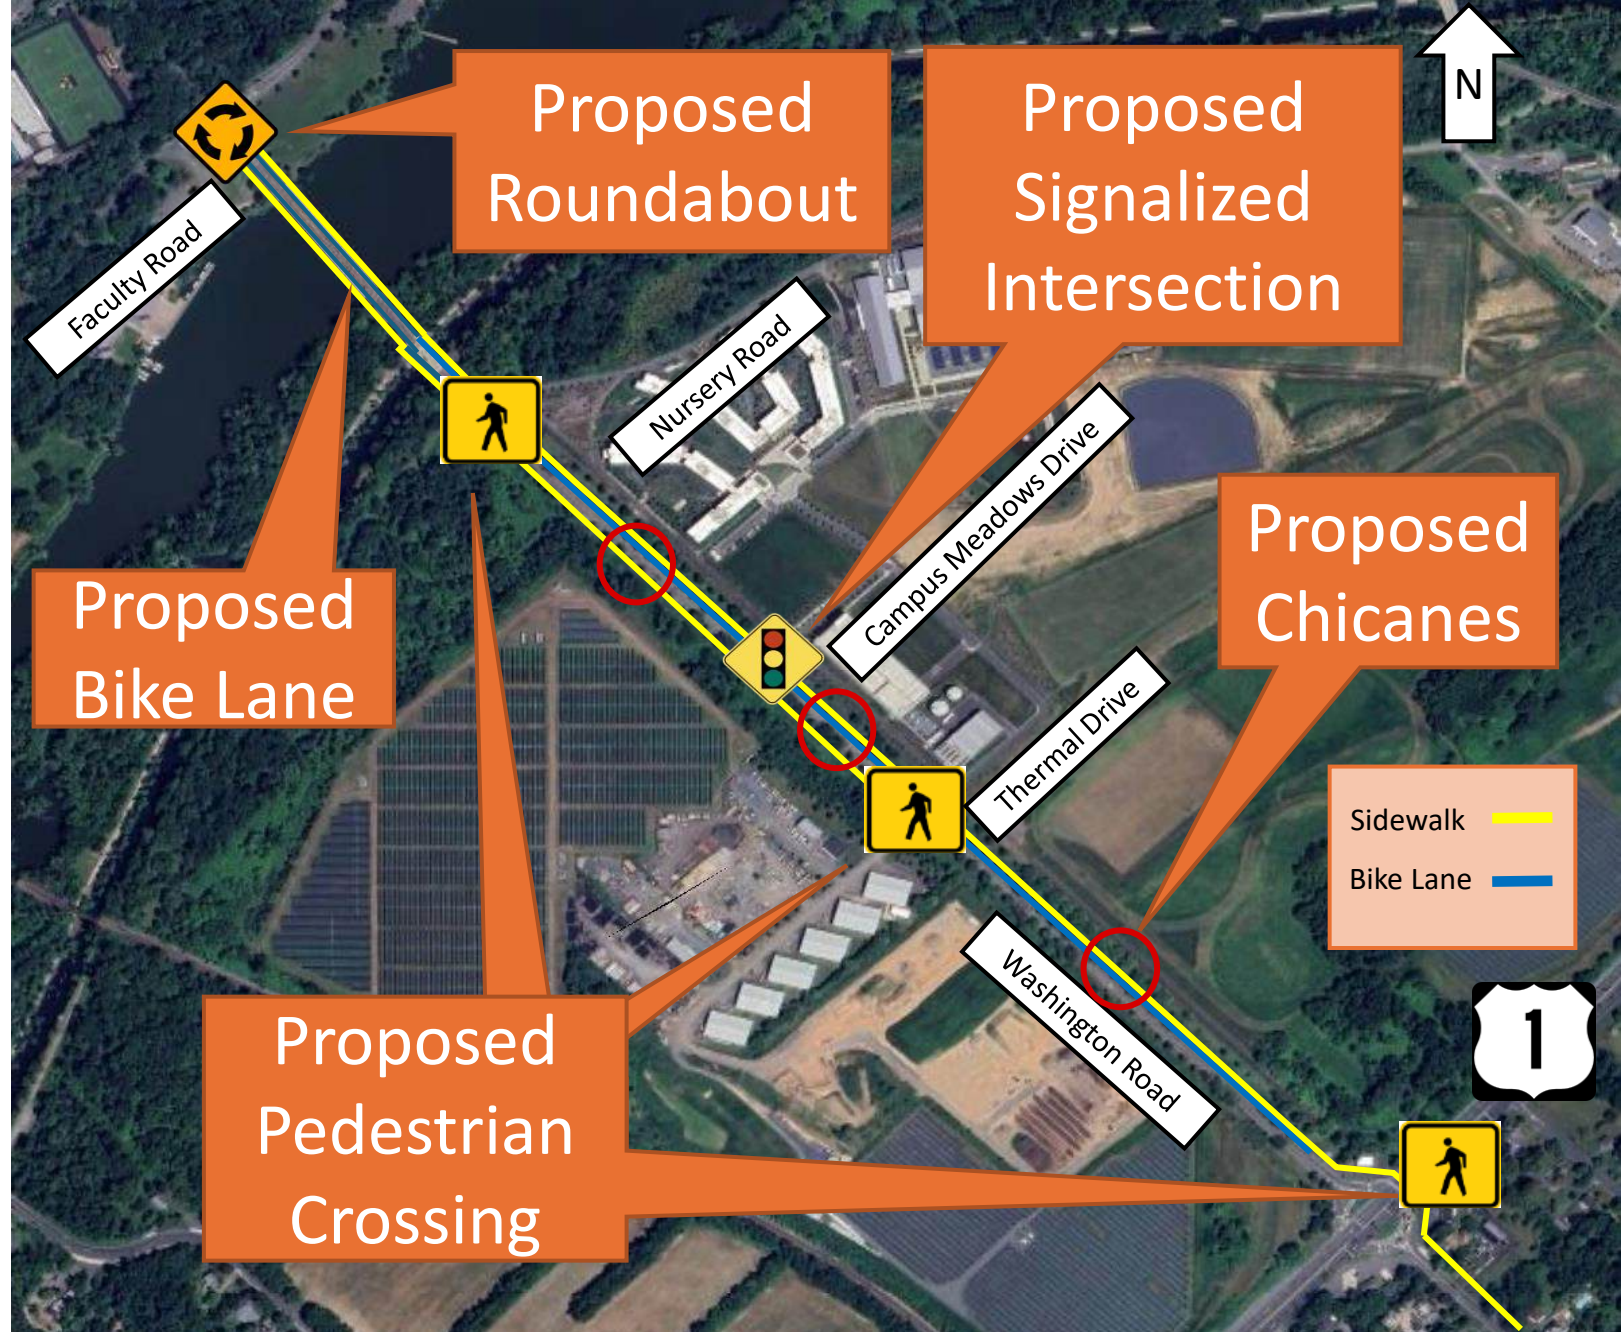 Proposed
Roundabout
Proposed
Signalized
Intersection
N
Faculty Road
Nursery Road
Campus Meadows Drive
Proposed
Chicanes
Proposed
Bike Lane
Thermal Drive
Sidewalk
Bike Lane
Washington Road
1
Proposed
Pedestrian
Crossing